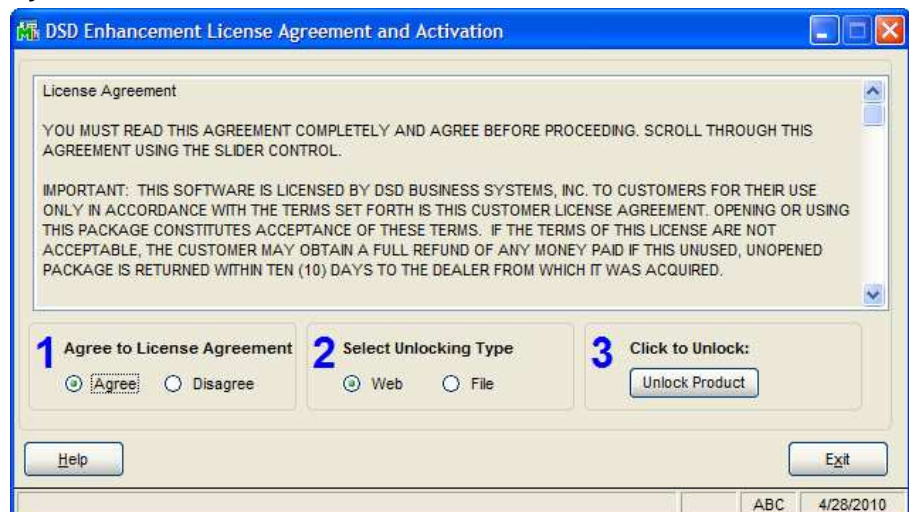 DSD Enhancement License Agreement and Activation
License Agreement
YOU MUST READ THIS AGREEMENT COMPLETELY AND AGREE BEFORE PROCEEDING. SCROLL THROUGH THIS
AGREEMENT USING THE SLIDER CONTROL.
IMPORTANT: THIS SOFTWARE IS LICENSED BY DSD BUSINESS SYSTEMS, INC. TO CUSTOMERS FOR THEIR USE
ONLY IN ACCORDANCE WITH THE TERMS SET FORTH IS THIS CUSTOMER LICENSE AGREEMENT. OPENING OR USING
THIS PACKAGE CONSTITUTES ACCEPTANCE OF THESE TERMS. IF THE TERMS OF THIS LICENSE ARE NOT
ACCEPTABLE, THE CUSTOMER MAY OBTAIN A FULL REFUND OF ANY MONEY PAID IF THIS UNUSED, UNOPENED
PACKAGE IS RETURNED WITHIN TEN (10) DAYS TO THE DEALER FROM WHICH IT WAS ACQUIRED.
1 Agree to License Agreement
Agree Disagree
2 Select Unlocking Type
Web File
3 Click to Unlock:
Unlock Product
Help Exit
ABC 4/28/2010